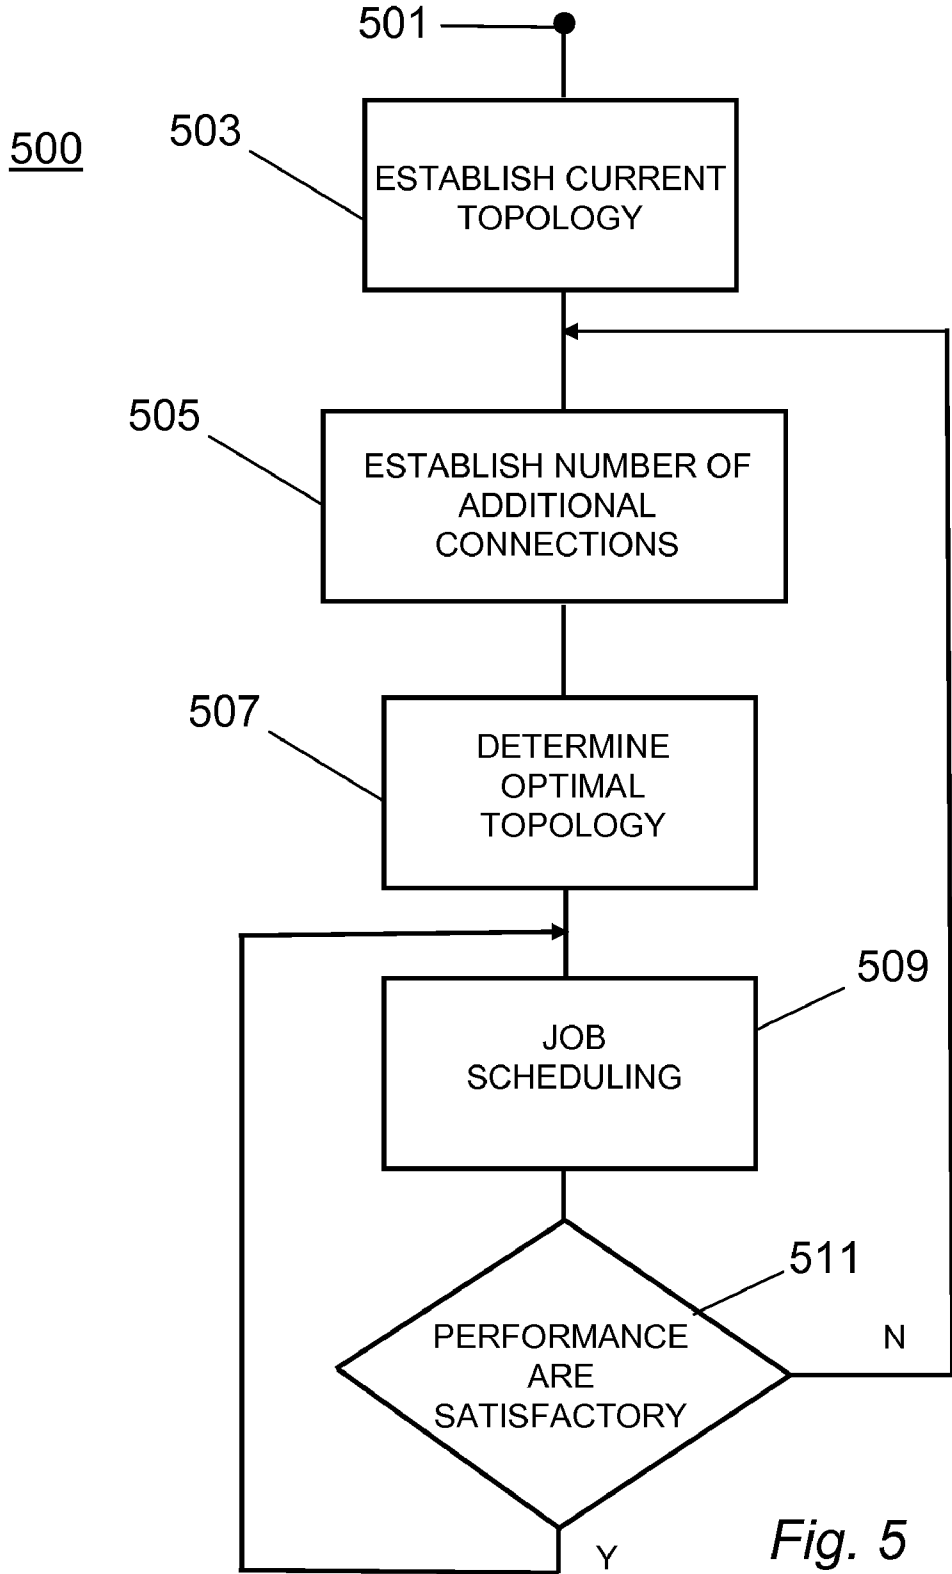 501
503
500
ESTABLISH CURRENT
TOPOLOGY
505
ESTABLISH NUMBER OF
ADDITIONAL
CONNECTIONS
507
DETERMINE
OPTIMAL
TOPOLOGY
509
JOB
SCHEDULING
511
PERFORMANCE
ARE
SATISFACTORY
N
Y
Fig. 5